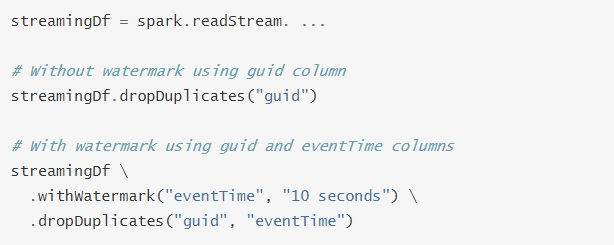 streamingDf = spark.readStream. ...
# Without watermark using guid column
streamingDf.dropDuplicates("guid")
# With watermark using guid and eventTime columns
streamingDf \
  .withWatermark("eventTime", "10 seconds") \
  .dropDuplicates("guid", "eventTime")